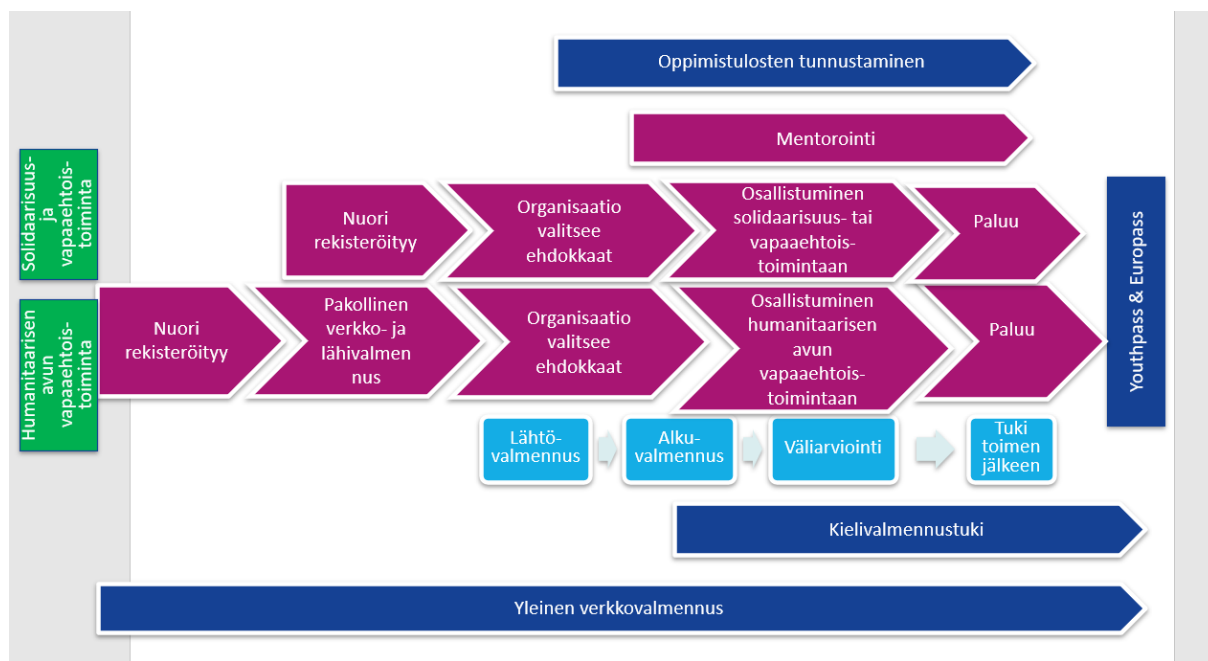 Oppimistulosten tunnustaminen
Mentorointi
Solidaarisuus-
ja
vapaaehtois-
toiminta
Nuori
rekisteröityy
Organisaatio
valitsee
ehdokkaat
Osallistuminen
solidaarisuus- tai
vapaaehtois-
toimintaan
Paluu
Humanitaarisen
avun
vapaaehtois-
toiminta
Nuori
rekisteröityy
Pakollinen
verkko- ja
lähivalmen
nus
Organisaatio
valitsee
ehdokkaat
Osallistuminen
humanitaarisen
avun
vapaaehtois-
toimintaan
Paluu
Youthpass & Europass
Lähtö-
valmennus
Alku-
valmennus
Väliarviointi
Tuki
toimen
jälkeen
Kielivalmennustuki
Yleinen verkkovalmennus